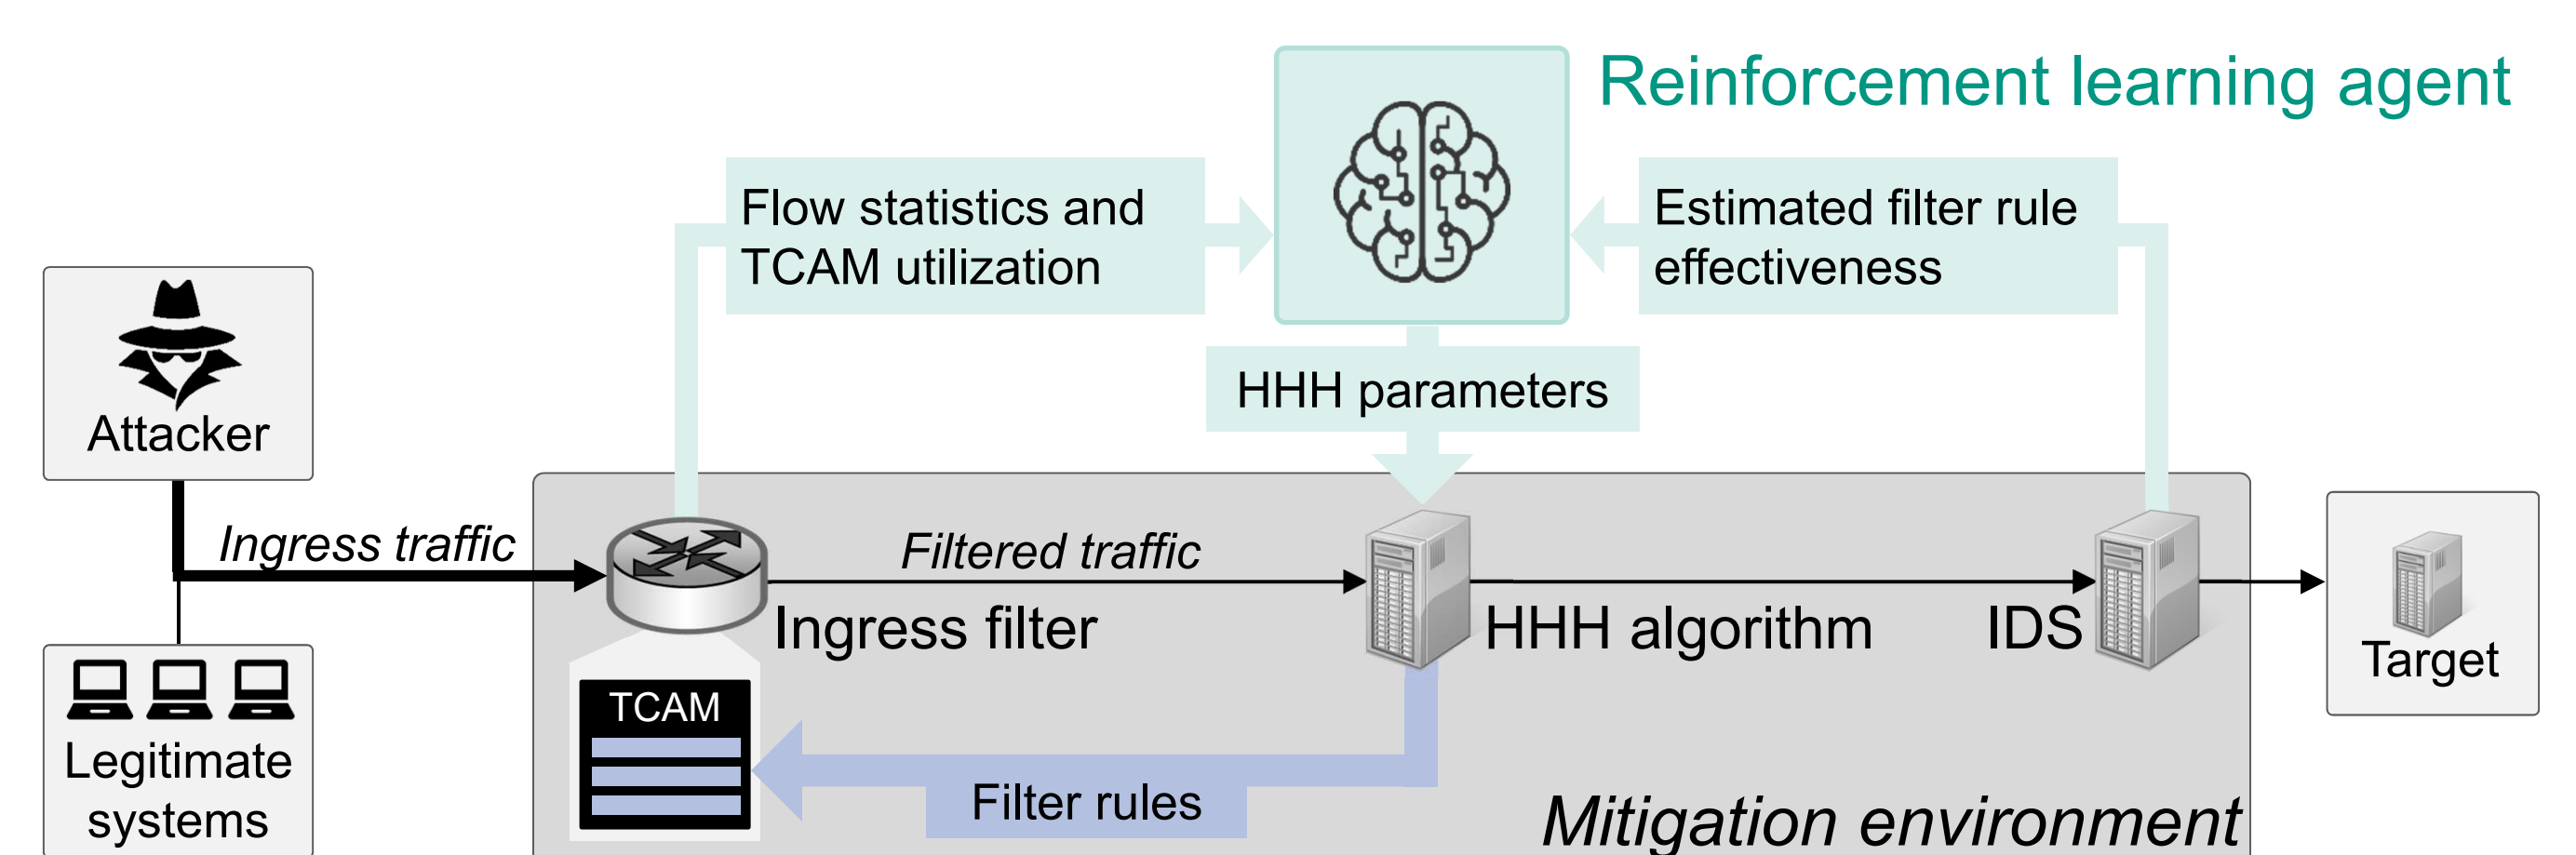 Reinforcement learning agent
Flow statistics and
TCAM utilization
Estimated filter rule
effectiveness
HHH parameters
Attacker
Ingress traffic
Filtered traffic
Ingress filter
HHH algorithm
IDS
Target
TCAM
Legitimate
systems
Filter rules
Mitigation environment